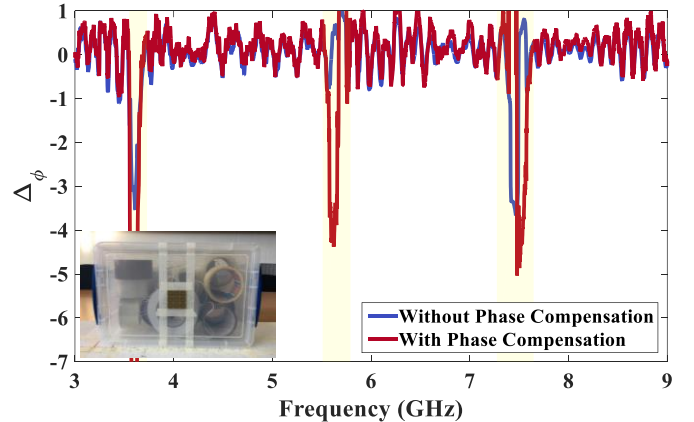 1
0
-1
-2
-3
-4
-5
-6
-7
Δϕ
Without Phase Compensation
With Phase Compensation
3 4 5 6 7 8 9
Frequency (GHz)